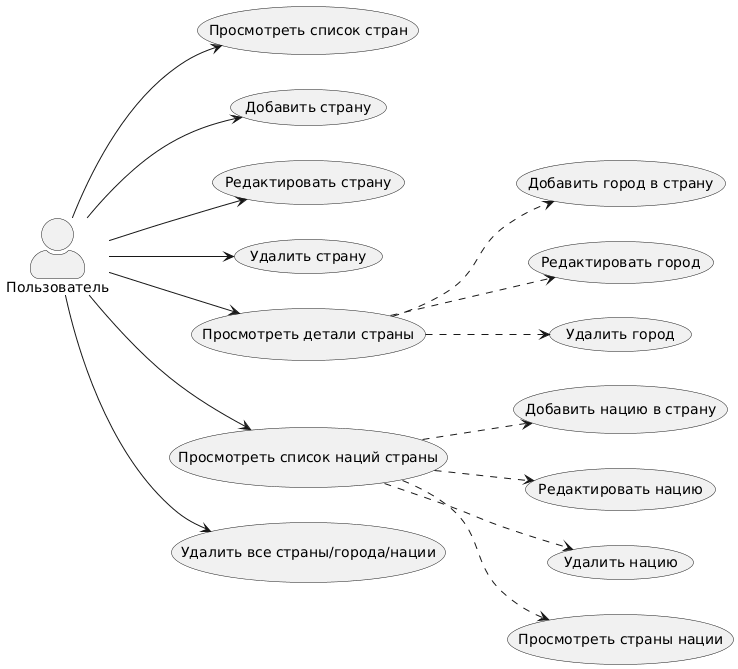 Просмотреть список стран
Добавить страну
Добавить город в страну
Редактировать страну
Удалить страну
Редактировать город
Пользователь
Просмотреть детали страны
Удалить город
Добавить нацию в страну
Просмотреть список наций страны
Редактировать нацию
Удалить все страны/города/нации
Удалить нацию
Просмотреть страны нации